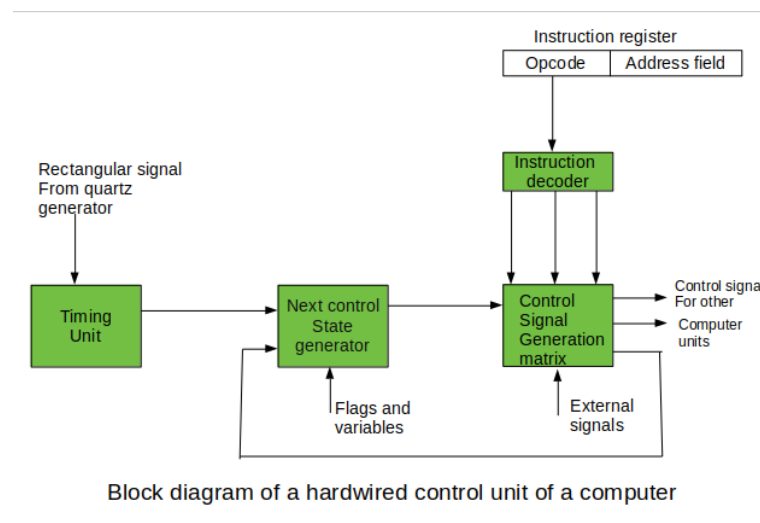 Instruction register
Opcode
Address field
Rectangular signal
From quartz
generator
Instruction
decoder
Timing
Unit
Next control
State
generator
Control
Signal
Generation
matrix
Control signa
For other
Computer
units
Flags and
variables
External
signals
Block diagram of a hardwired control unit of a computer